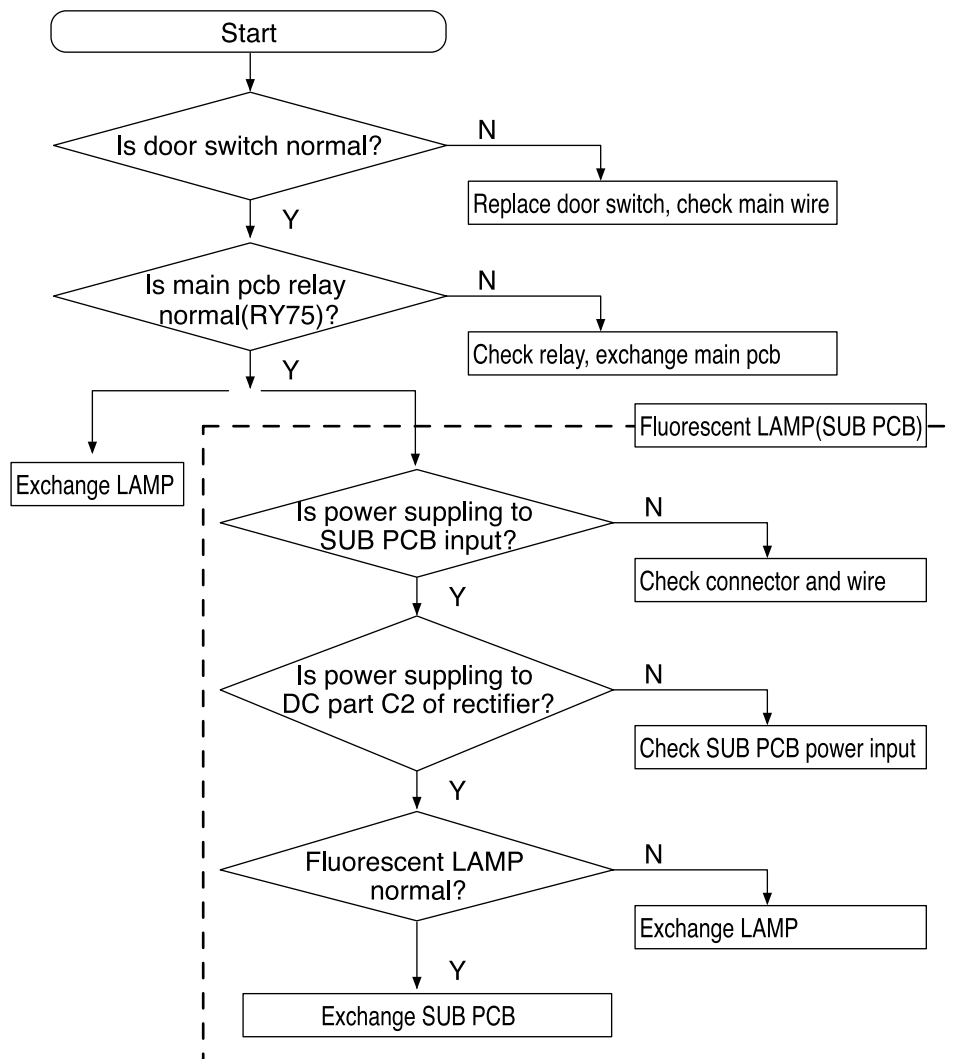 Start
Is door switch normal?
N
Replace door switch, check main wire
Y
Is main pcb relay
normal(RY75)?
N
Check relay, exchange main pcb
Y
Fluorescent LAMP(SUB PCB)
Exchange LAMP
Is power suppling to
SUB PCB input?
N
Check connector and wire
Y
Is power suppling to
DC part C2 of rectifier?
N
Check SUB PCB power input
Y
Fluorescent LAMP
normal?
N
Exchange LAMP
Y
Exchange SUB PCB